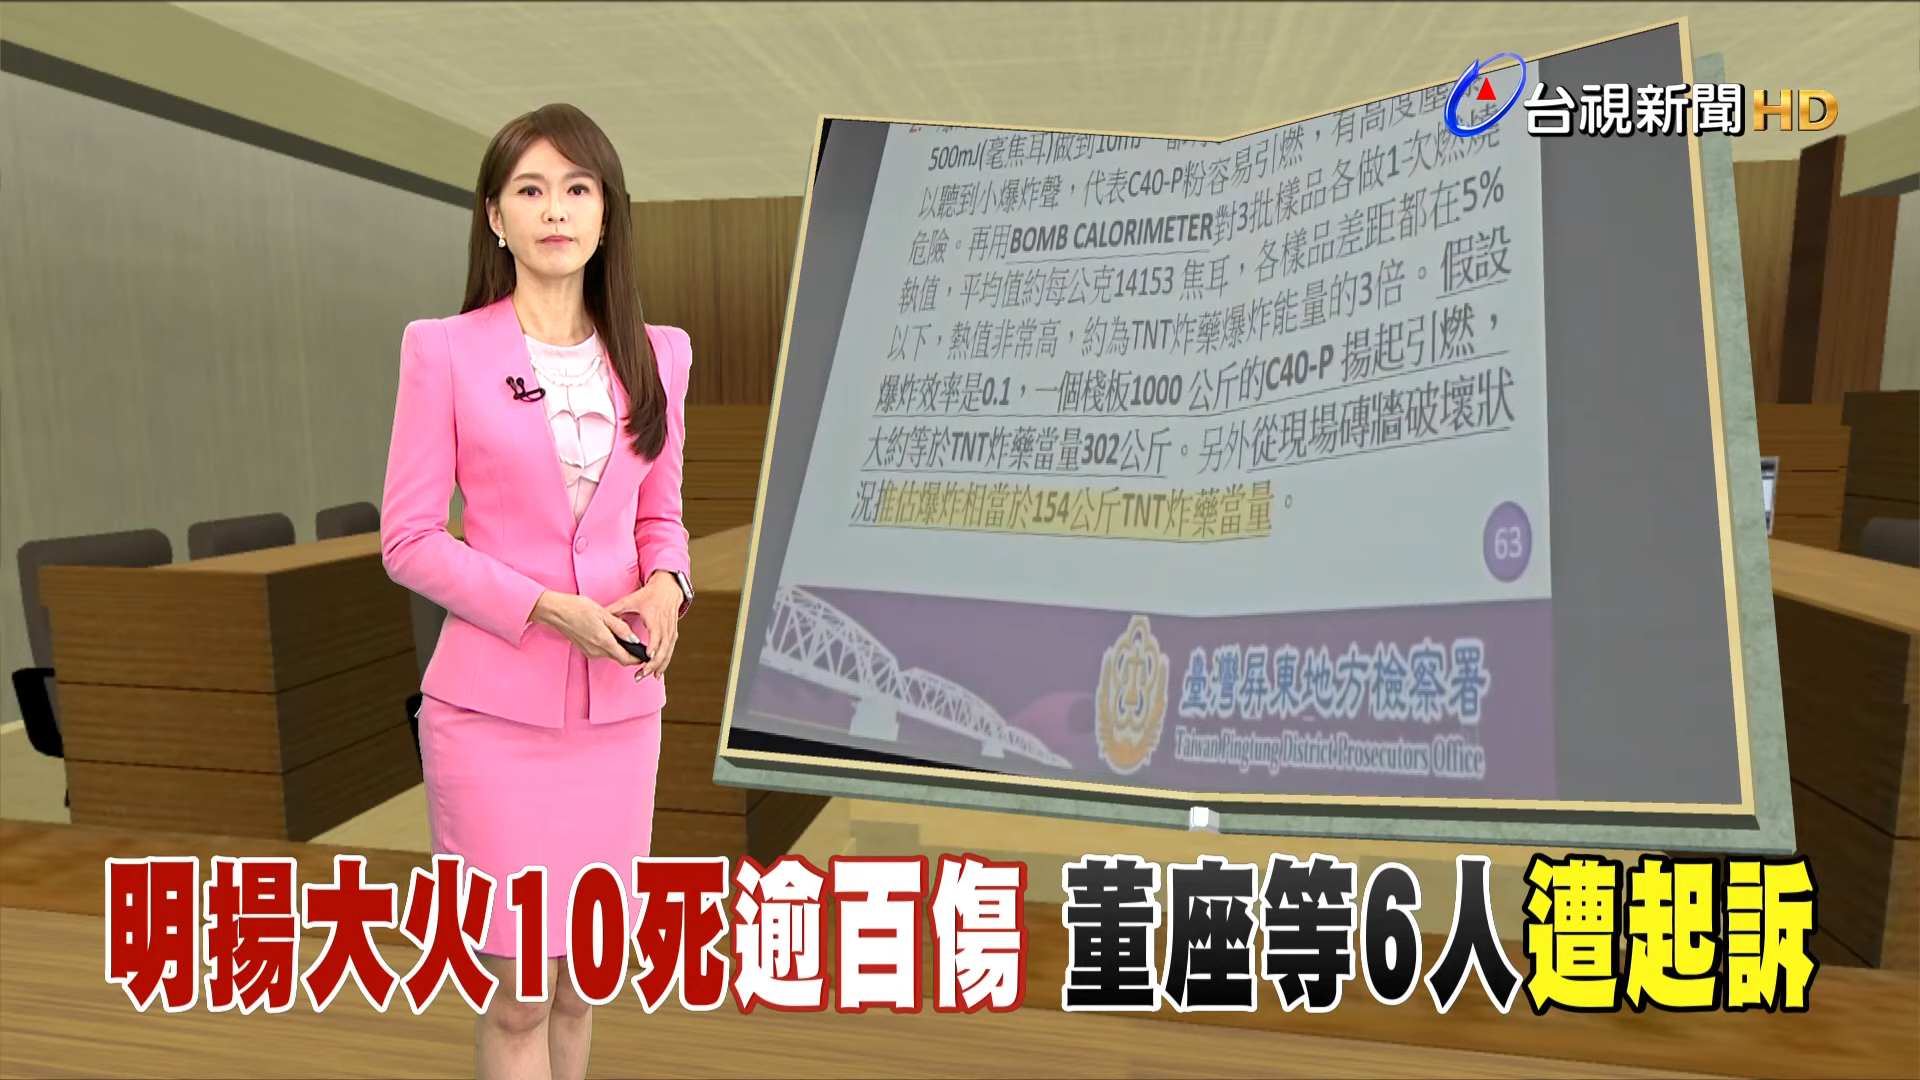 台視新聞HD
500mJ(毫焦耳)做到10mJ
容易引燃，有高度塵
以聽到小爆炸聲，代表C40-P粉容易引燃，有高度塵
危險。再用BOMB CALORIMETER對3批樣品各做1次燃燒
執值，平均值約每公克14153 焦耳，各樣品差距都在5%
以下，熱值非常高，約為TNT炸藥爆炸能量的3倍。假設
爆炸效率是0.1，一個棧板1000 公斤的C40-P 揚起引燃，
大約等於TNT炸藥當量302公斤。另外從現場磚牆破壞狀
況推估爆炸相當於154公斤TNT炸藥當量。
63
臺灣屏東地方檢察署
Taiwan Pingtung District Prosecutors Office
明揚大火10死逾百傷 董座等6人遭起訴